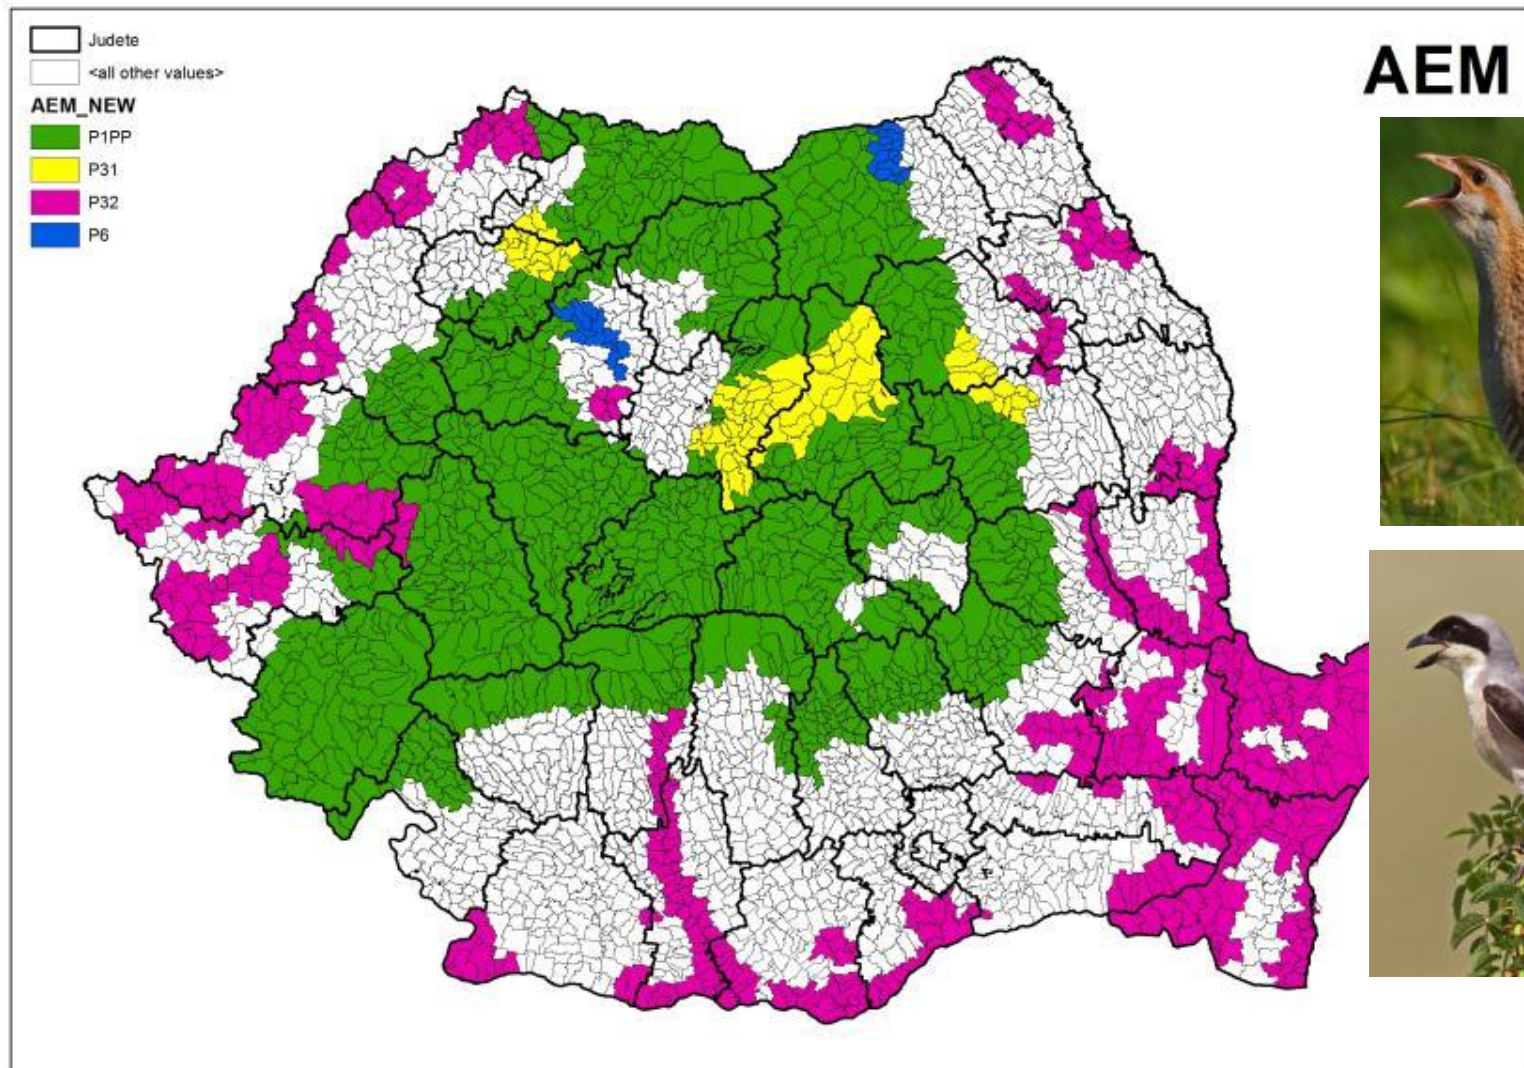 Judete
<all other values>
AEM_NEW
P1PP
P31
P32
P6
AEM